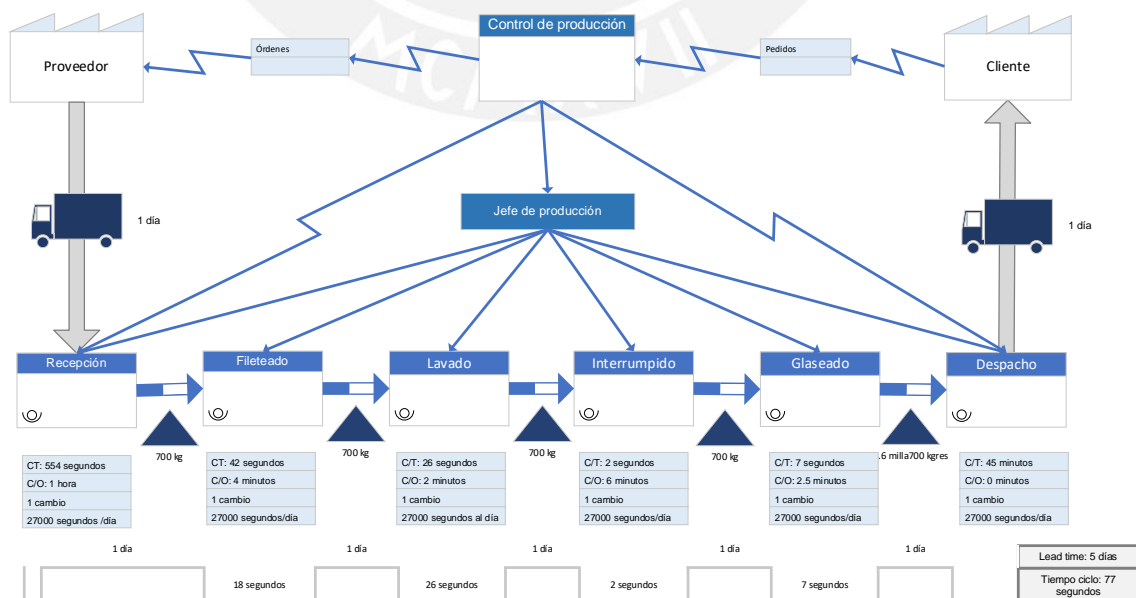 Control de producción
Órdenes
Pedidos
Proveedor
Cliente
1 día
Jefe de producción
1 día
Recepción
Fileteado
Lavado
Interrumpido
Glaseado
Despacho
700 kg
700 kg
700 kg
700 kg
.6 milla700 kgres
CT: 554 segundos
C/O: 1 hora
1 cambio
27000 segundos /día
CT: 42 segundos
C/O: 4 minutos
1 cambio
27000 segundos/día
C/T: 26 segundos
C/O: 2 minutos
1 cambio
27000 segundos al día
C/T: 2 segundos
C/O: 6 minutos
1 cambio
27000 segundos/día
C/T: 7 segundos
C/O: 2.5 minutos
1 cambio
27000 segundos/día
C/T: 45 minutos
C/O: 0 minutos
1 cambio
27000 segundos/día
1 día
1 día
1 día
1 día
1 día
18 segundos
26 segundos
2 segundos
7 segundos
Lead time: 5 días
Tiempo ciclo: 77
segundos